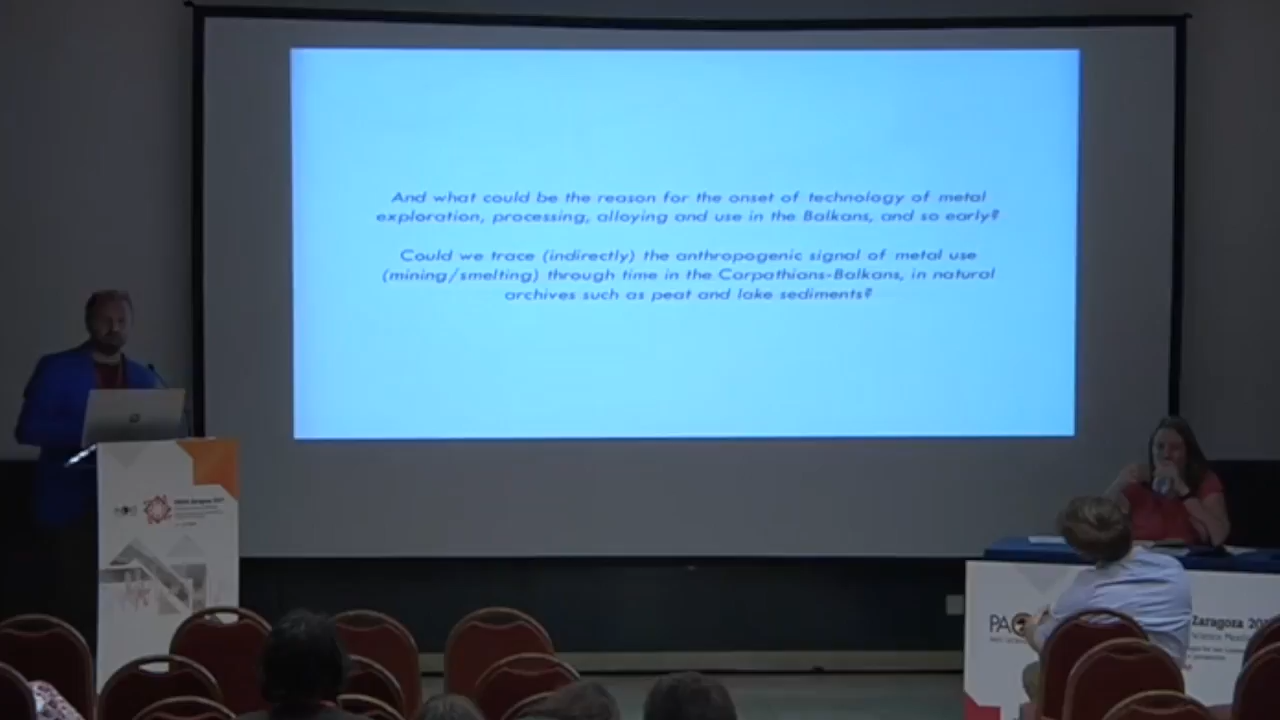 And what could be the reason for the onset of technology of metal
exploration, processing, alloying and use in the Balkans, and so early?
Could we trace (indirectly) the anthropogenic signal of metal use
(mining/smelting) through time in the Carpathians-Balkans, in natural
archives such as peat and lake sediments?
PAG
Zaragoza 20